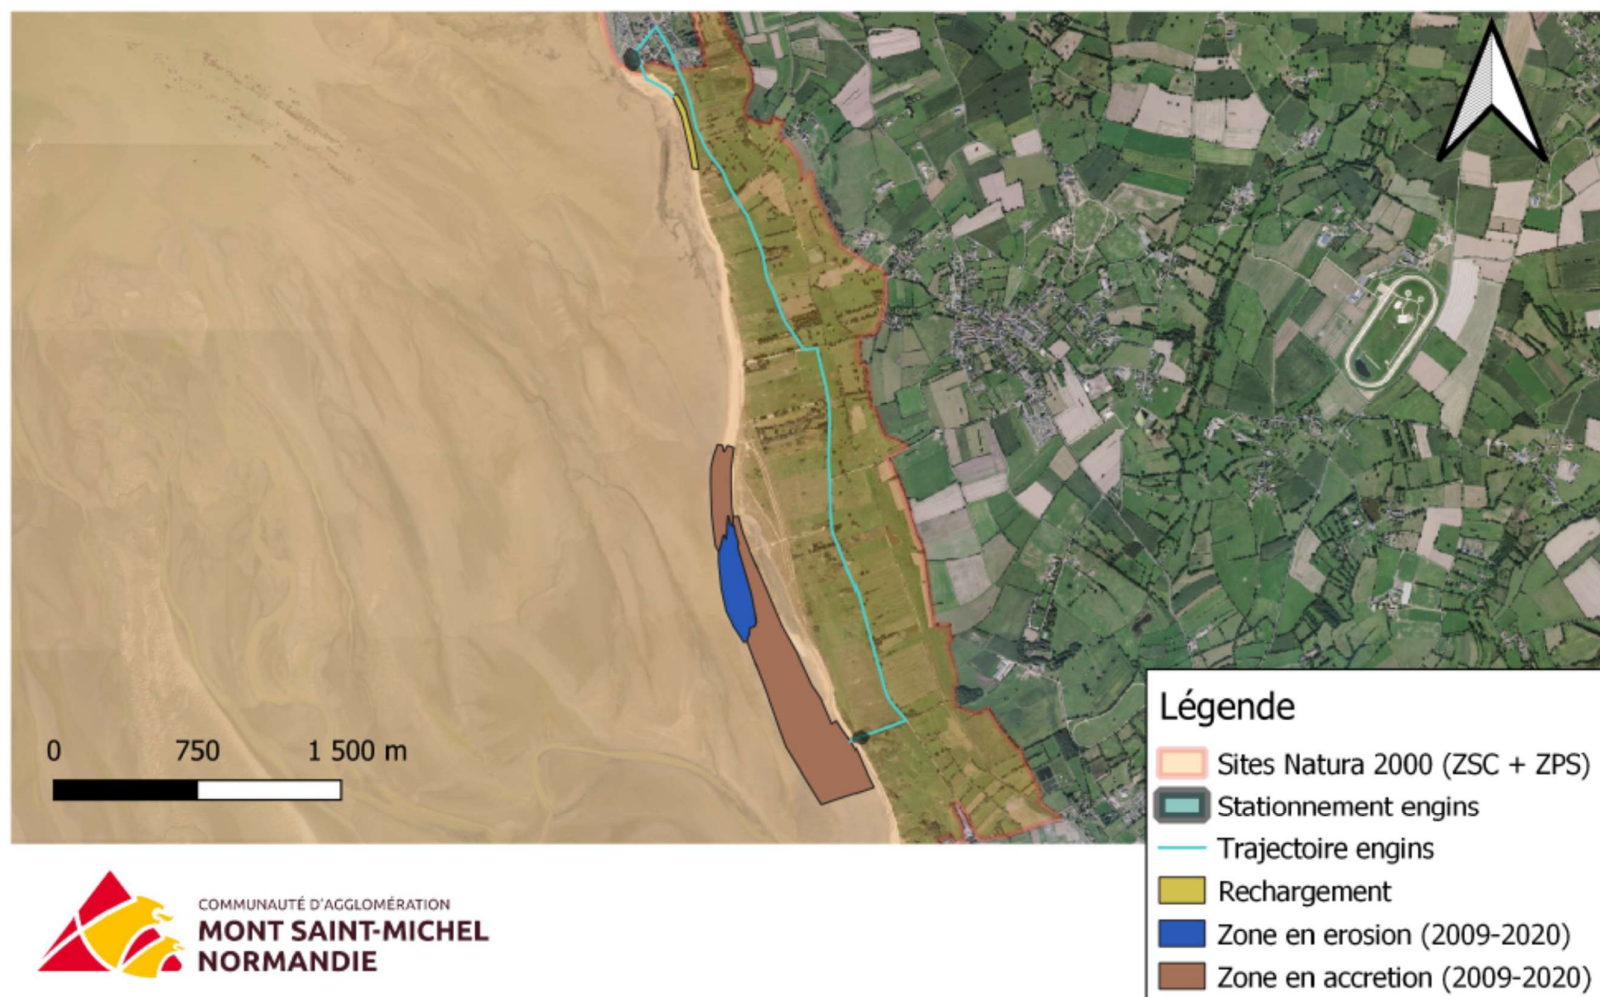 0 750 1 500 m
Légende
Sites Natura 2000 (ZSC + ZPS)
Stationnement engins
Trajectoire engins
Rechargement
Zone en erosion (2009-2020)
Zone en accretion (2009-2020)
COMMUNAUTÉ D'AGGLOMÉRATION
MONT SAINT-MICHEL
NORMANDIE